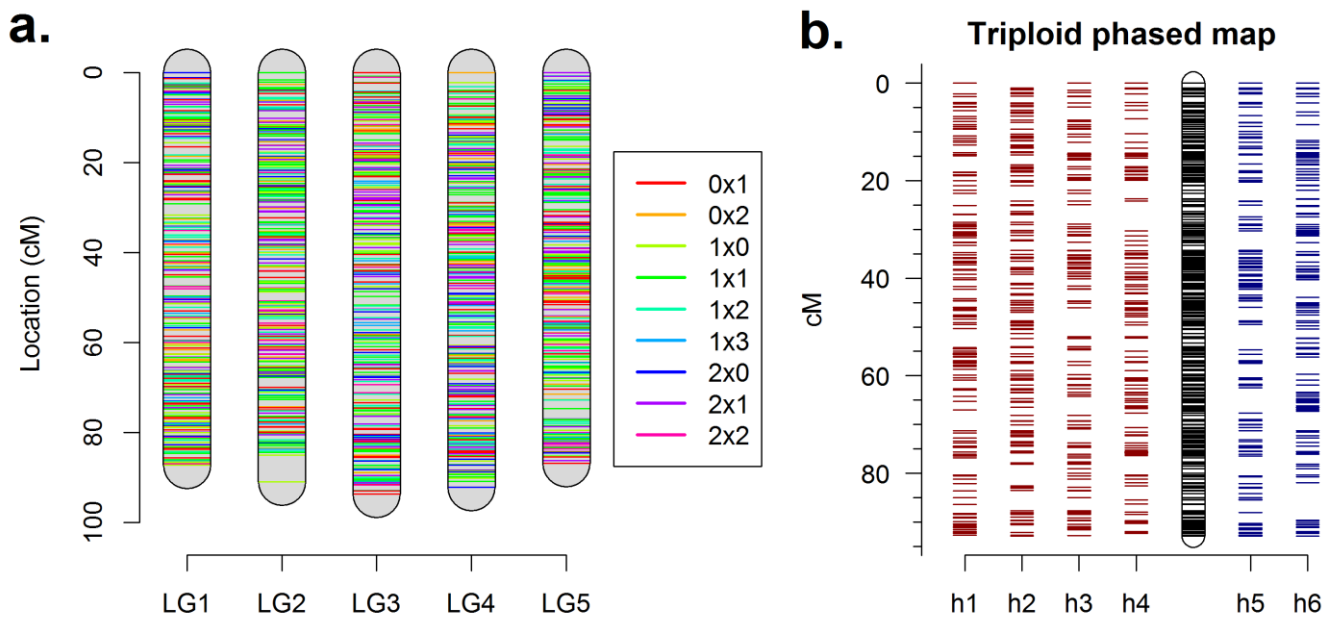 a.
Location (cM)
0
20
40
60
80
100
LG1 LG2 LG3 LG4 LG5
0x1
0x2
1x0
1x1
1x2
1x3
2x0
2x1
2x2
b.
Triploid phased map
cM
0
20
40
60
80
h1 h2 h3 h4 h5 h6